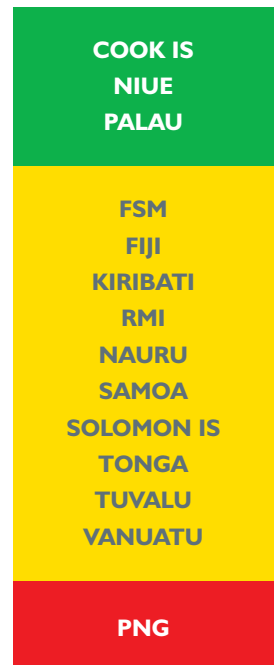 COOK IS
NIUE
PALAU
FSM
FIJI
KIRIBATI
RMI
NAURU
SAMOA
SOLOMON IS
TONGA
TUVALU
VANUATU
PNG